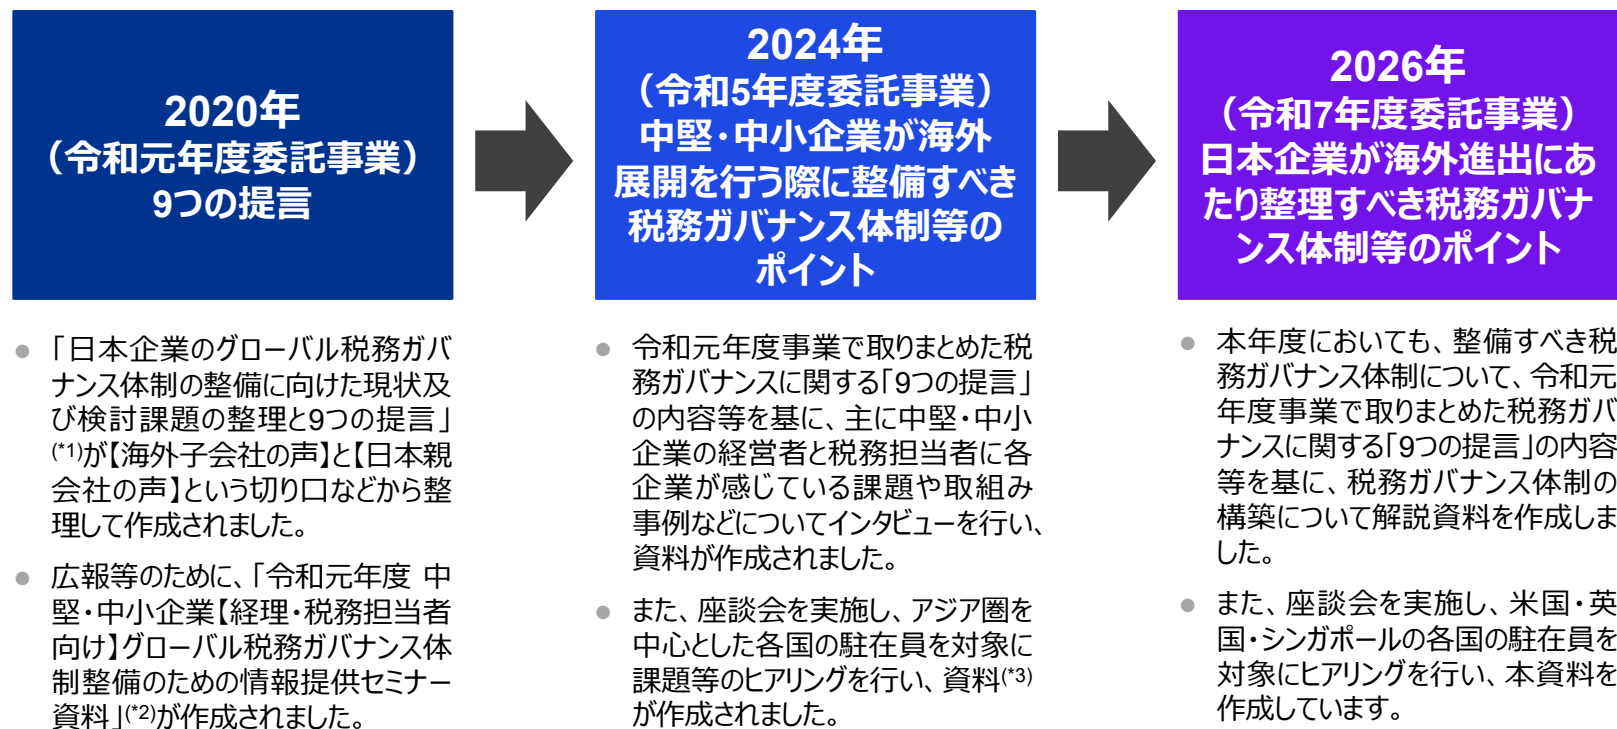 2020年
（令和元年度委託事業）
9つの提言
● 「日本企業のグローバル税務ガバ
ナンス体制の整備に向けた現状及
び検討課題の整理と9つの提言」
(*1)が【海外子会社の声】と【日本親
会社の声】という切り口などから整
理して作成されました。
● 広報等のために、「令和元年度 中
堅・中小企業【経理・税務担当者
向け】グローバル税務ガバナンス体
制整備のための情報提供セミナー
資料」(*2)が作成されました。
2024年
（令和5年度委託事業）
中堅・中小企業が海外
展開を行う際に整備すべき
税務ガバナンス体制等の
ポイント
● 令和元年度事業で取りまとめた税
務ガバナンスに関する「9つの提言」
の内容等を基に、主に中堅・中小
企業の経営者と税務担当者に各
企業が感じている課題や取組み
事例などについてインタビューを行い、
資料が作成されました。
● また、座談会を実施し、アジア圏を
中心とした各国の駐在員を対象に
課題等のヒアリングを行い、資料(*3)
が作成されました。
2026年
（令和7年度委託事業）
日本企業が海外進出にあ
たり整理すべき税務ガバナ
ンス体制等のポイント
● 本年度においても、整備すべき税
務ガバナンス体制について、令和元
年度事業で取りまとめた税務ガバ
ナンスに関する「9つの提言」の内容
等を基に、税務ガバナンス体制の
構築について解説資料を作成しま
した。
● また、座談会を実施し、米国・英
国・シンガポールの各国の駐在員を
対象にヒアリングを行い、本資料を
作成しています。